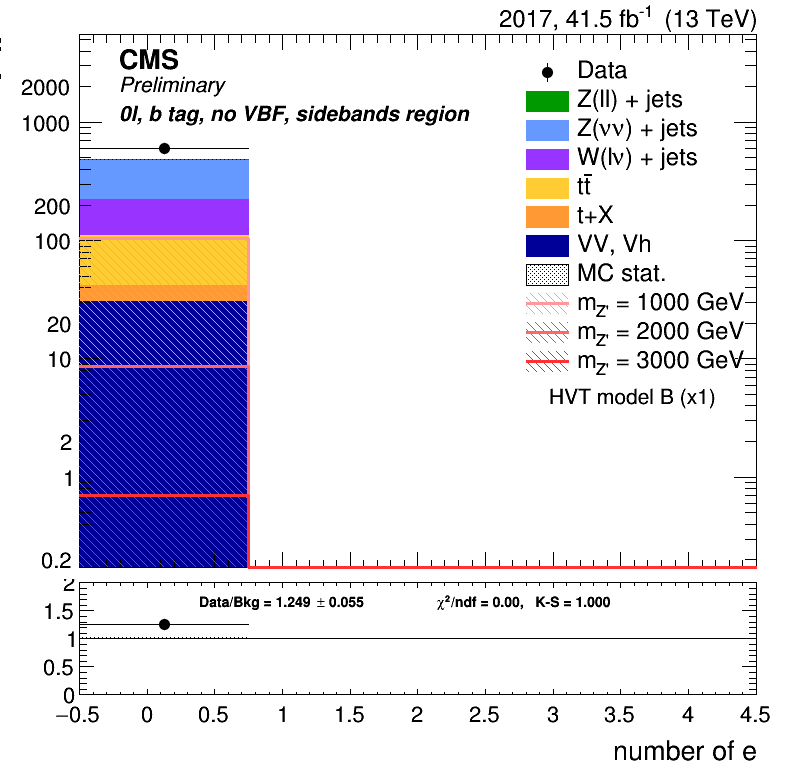 2017, 41.5 fb⁻¹ (13 TeV)
CMS
Preliminary
0l, b tag, no VBF, sidebands region
Data
Z(ll) + jets
Z(νν) + jets
W(lν) + jets
tt̄
t+X
VV, Vh
MC stat.
m_Z' = 1000 GeV
m_Z' = 2000 GeV
m_Z' = 3000 GeV
HVT model B (x1)
2000
1000
200
100
20
10
2
1
0.2
Data/Bkg = 1.249 ± 0.055
χ²/ndf = 0.00, K-S = 1.000
2
1.5
1
0.5
0
−0.5 0 0.5 1 1.5 2 2.5 3 3.5 4 4.5
number of e